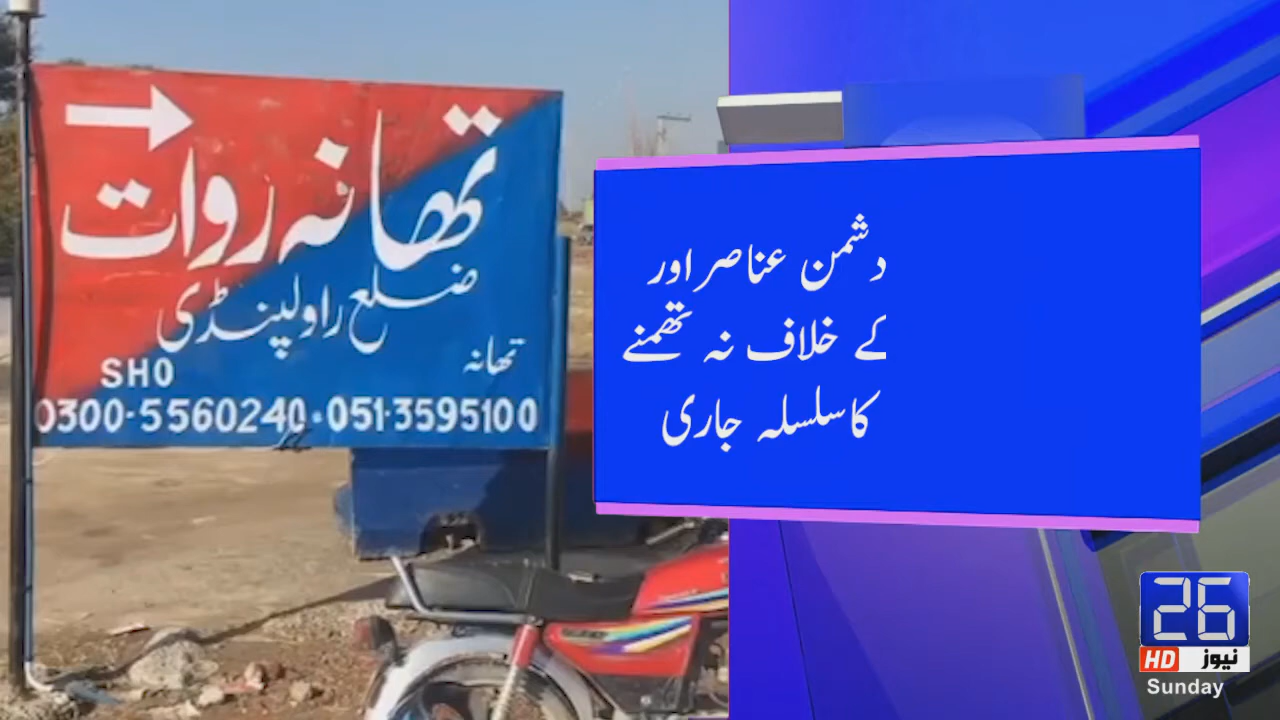 تھانہ روات
ضلع راولپنڈی
تھانہ
SHO
0300-5560240 051-3595100
دشمن عناصر اور
کے خلاف نہ تھمنے
کا سلسلہ جاری
26
HD نیوز
Sunday